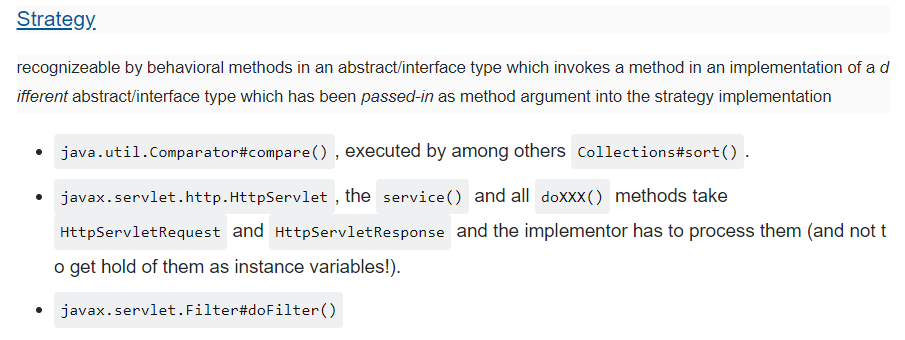 Strategy
recognizeable by behavioral methods in an abstract/interface type which invokes a method in an implementation of a d
ifferent abstract/interface type which has been passed-in as method argument into the strategy implementation
• java.util.Comparator#compare() , executed by among others Collections#sort() .
• javax.servlet.http.HttpServlet , the service() and all doXXX() methods take
HttpServletRequest and HttpServletResponse and the implementor has to process them (and not t
o get hold of them as instance variables!).
• javax.servlet.Filter#doFilter()